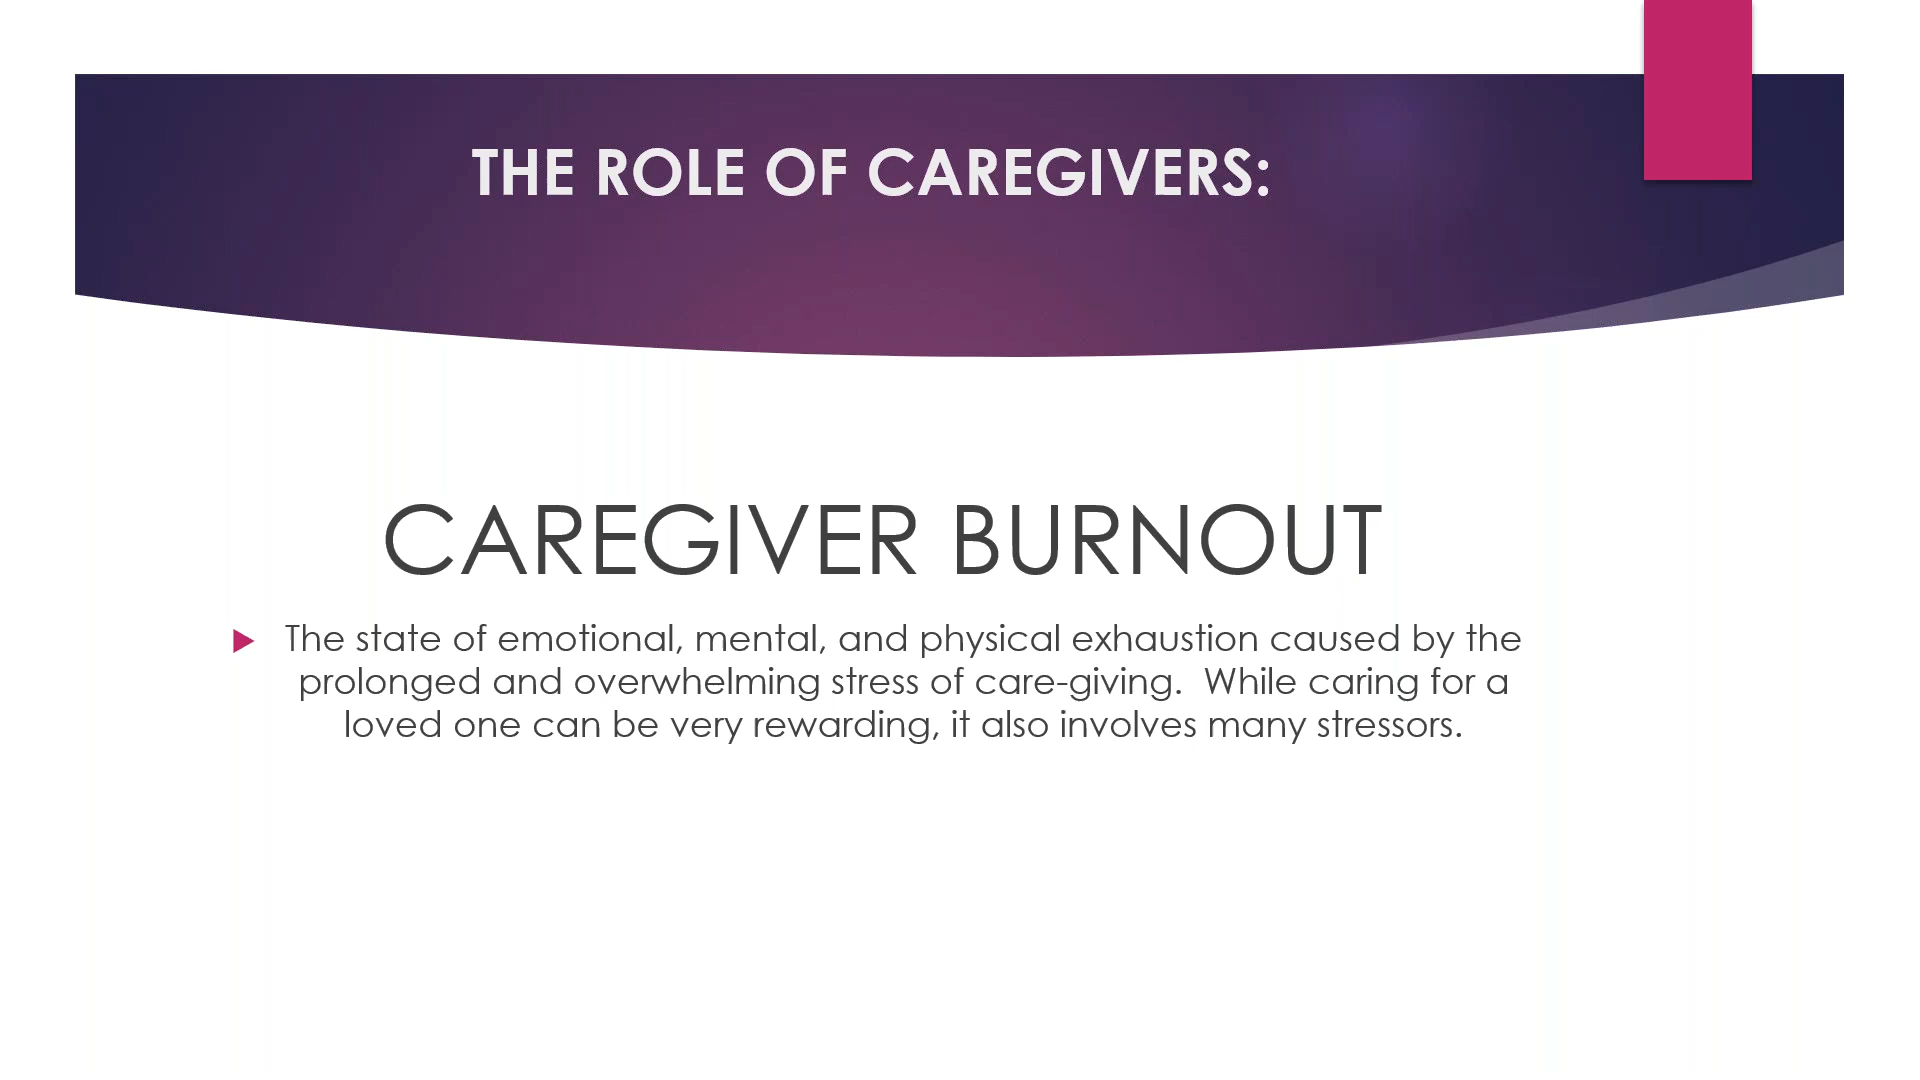 THE ROLE OF CAREGIVERS:
CAREGIVER BURNOUT
The state of emotional, mental, and physical exhaustion caused by the
prolonged and overwhelming stress of care-giving.  While caring for a
loved one can be very rewarding, it also involves many stressors.